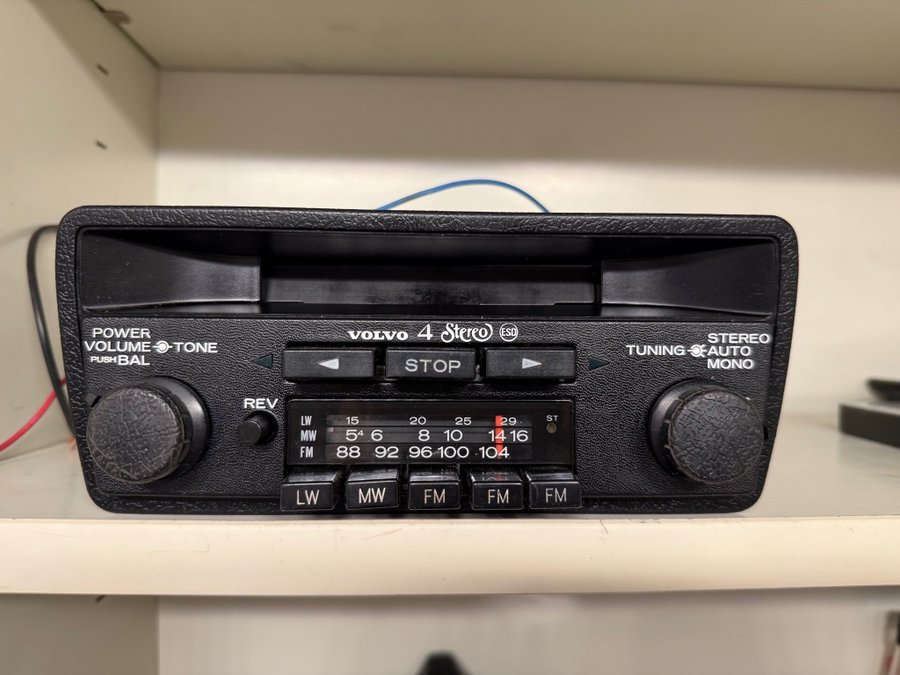 VOLVO 4 Stereo ESD
POWER
VOLUME TONE
PUSH BAL
STOP
STEREO
TUNING AUTO
MONO
REV
LW 15 20 25 29
MW 5⁴ 6 8 10 14 16
FM 88 92 96 100 104
ST
LW MW FM FM FM